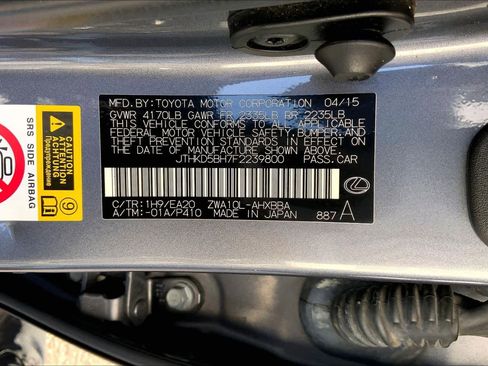 MFD. BY: TOYOTA MOTOR CORPORATION 04/15
GVWR 4170LB GAWR FR 2335LB RR 2235LB
THIS VEHICLE CONFORMS TO ALL APPLICABLE
FEDERAL MOTOR VEHICLE SAFETY, BUMPER, AND
THEFT PREVENTION STANDARDS IN EFFECT ON
THE DATE OF MANUFACTURE SHOWN ABOVE.
JTHKD5BH7F2239800 PASS.CAR
C/TR: 1H9/EA20 ZWA10L-AHXBBA
A/TM: -01A/P410 MADE IN JAPAN 887 A
SRS SIDE AIRBAG
CAUTION
ATTENTION
ACHTUNG
Предупреждение
9